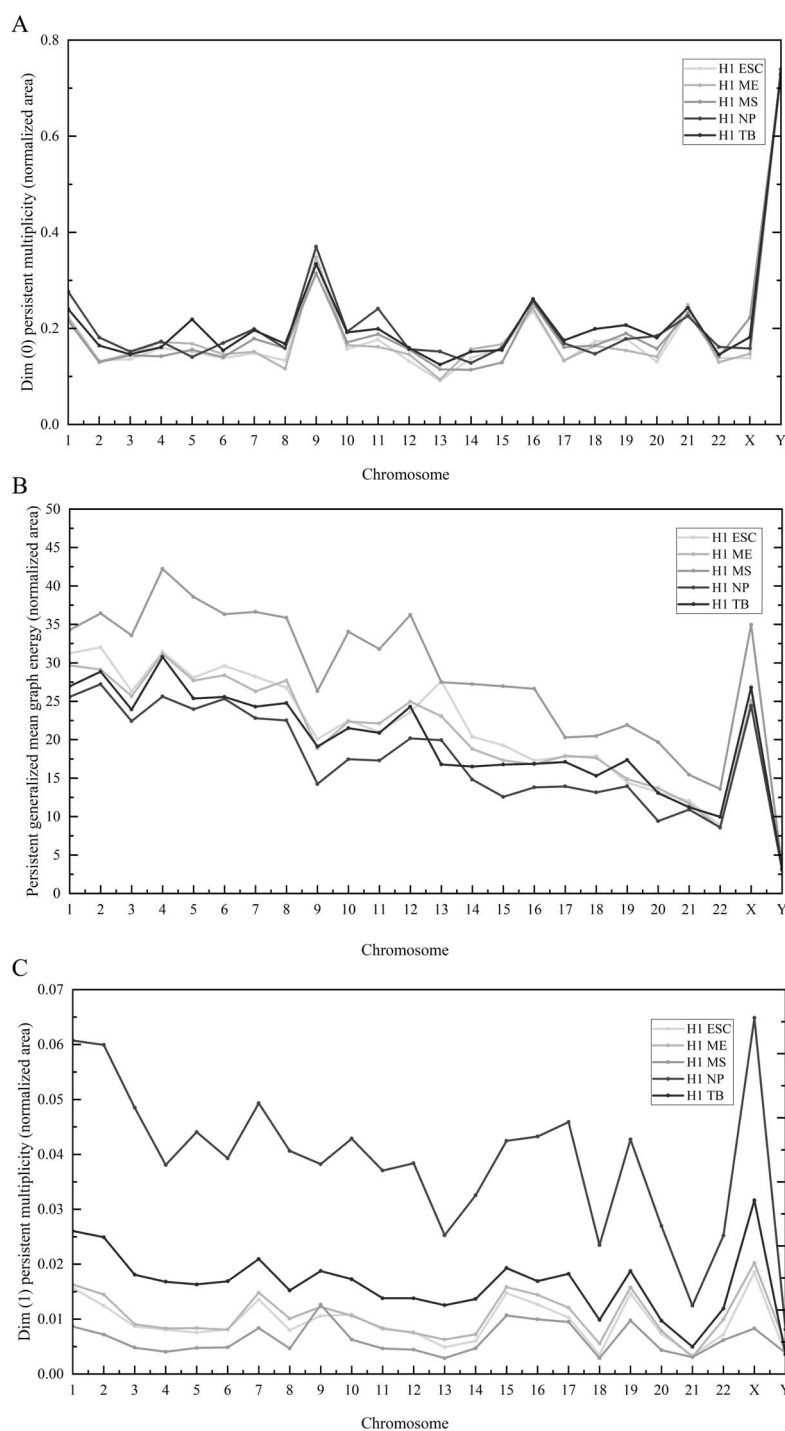 A
Dim (0) persistent multiplicity (normalized area)
0.8
0.6
0.4
0.2
0.0
H1 ESC
H1 ME
H1 MS
H1 NP
H1 TB
1 2 3 4 5 6 7 8 9 10 11 12 13 14 15 16 17 18 19 20 21 22 X Y
Chromosome
B
Persistent generalized mean graph energy (normalized area)
50
45
40
35
30
25
20
15
10
5
0
H1 ESC
H1 ME
H1 MS
H1 NP
H1 TB
1 2 3 4 5 6 7 8 9 10 11 12 13 14 15 16 17 18 19 20 21 22 X Y
Chromosome
C
Dim (1) persistent multiplicity (normalized area)
0.07
0.06
0.05
0.04
0.03
0.02
0.01
0.00
H1 ESC
H1 ME
H1 MS
H1 NP
H1 TB
1 2 3 4 5 6 7 8 9 10 11 12 13 14 15 16 17 18 19 20 21 22 X Y
Chromosome